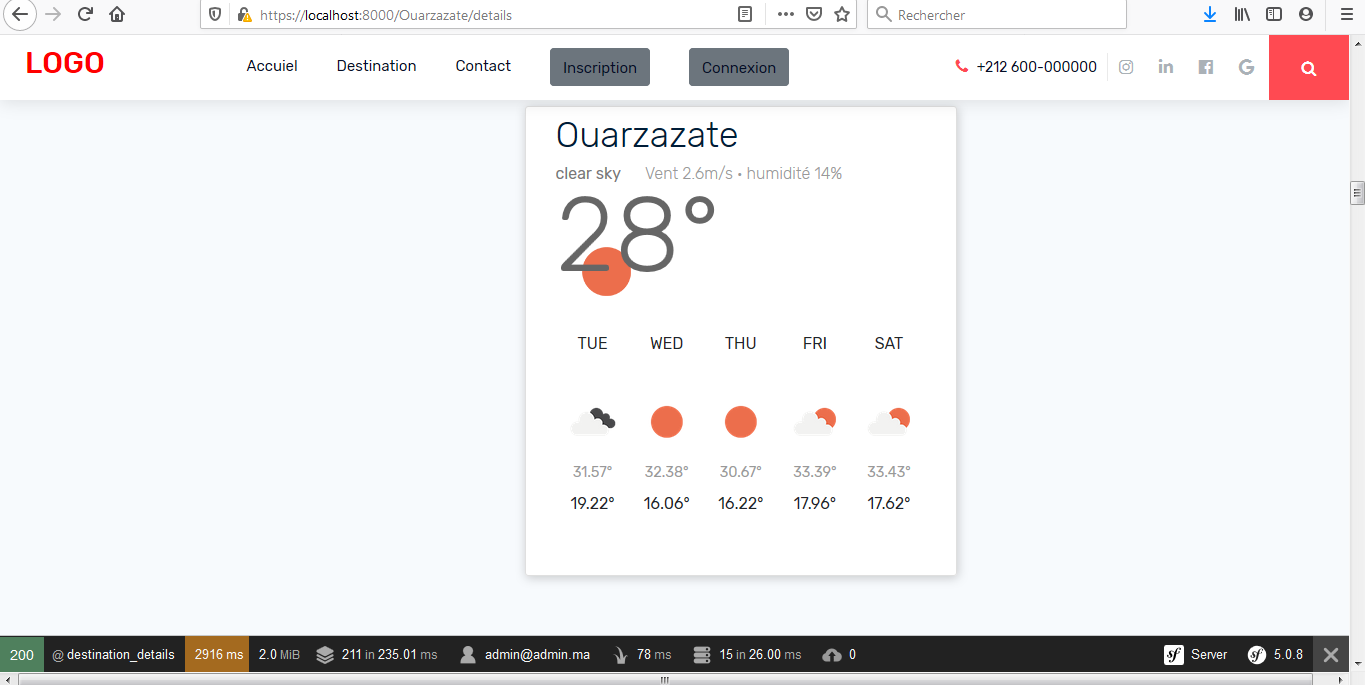 https://localhost:8000/Ouarzazate/details
Rechercher
LOGO
Accuiel
Destination
Contact
Inscription
Connexion
+212 600-000000
Ouarzazate
clear sky Vent 2.6m/s • humidité 14%
28°
TUE WED THU FRI SAT
31.57° 32.38° 30.67° 33.39° 33.43°
19.22° 16.06° 16.22° 17.96° 17.62°
200 @ destination_details 2916 ms 2.0 MiB 211 in 235.01 ms admin@admin.ma 78 ms 15 in 26.00 ms 0 sf Server sf 5.0.8